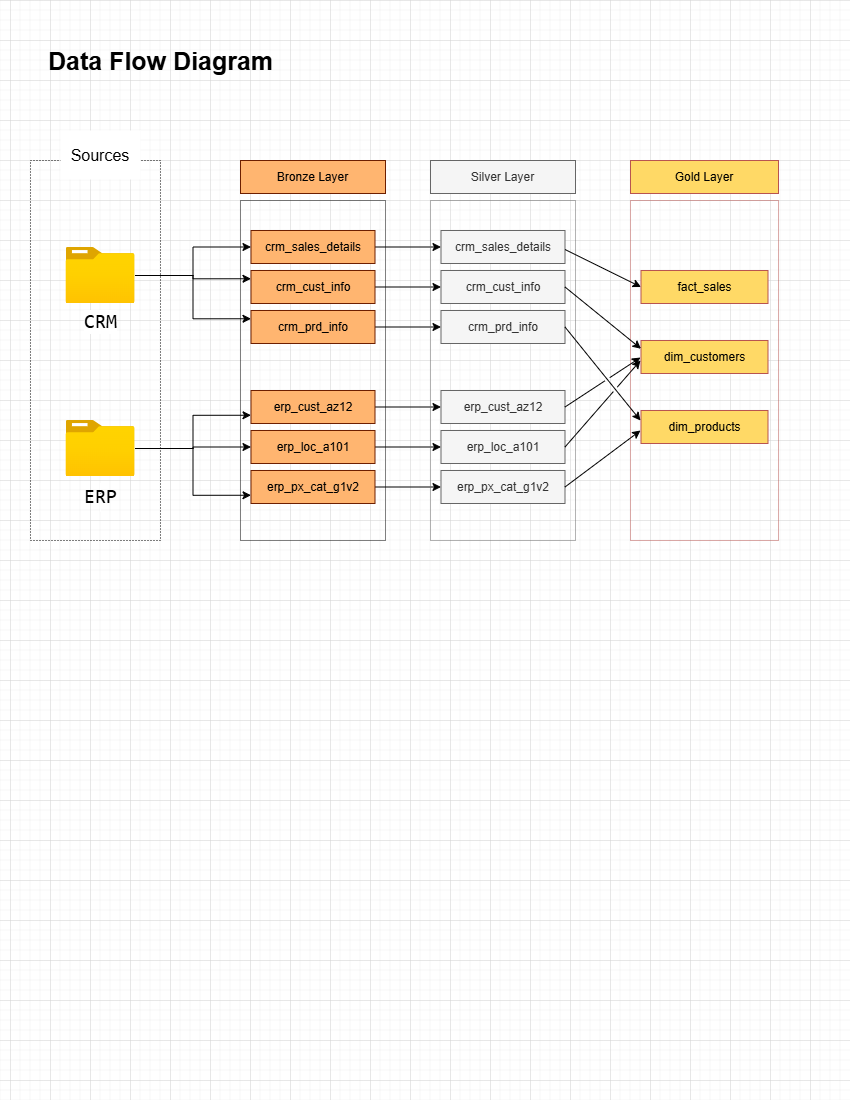 Data Flow Diagram
Sources
Bronze Layer
Silver Layer
Gold Layer
CRM
ERP
crm_sales_details
crm_cust_info
crm_prd_info
erp_cust_az12
erp_loc_a101
erp_px_cat_g1v2
crm_sales_details
crm_cust_info
crm_prd_info
erp_cust_az12
erp_loc_a101
erp_px_cat_g1v2
fact_sales
dim_customers
dim_products